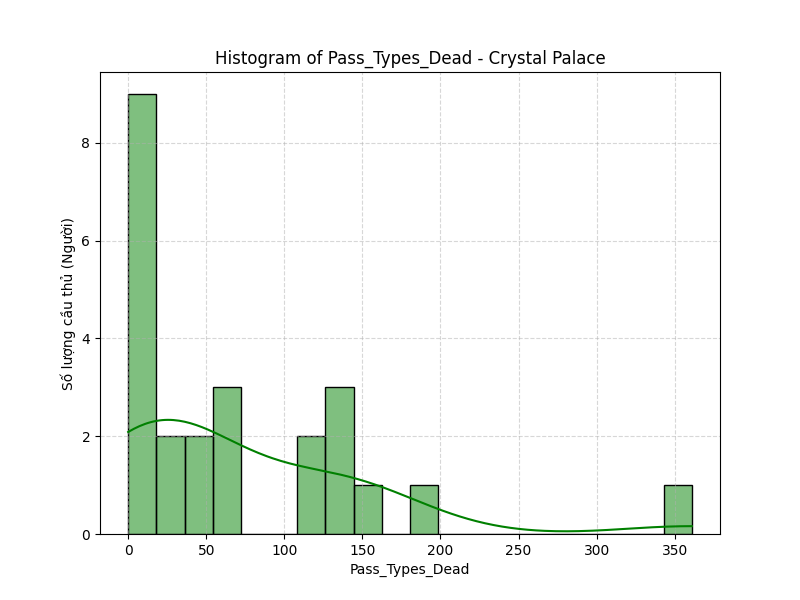 Histogram of Pass_Types_Dead - Crystal Palace
Số lượng cầu thủ (Người)
8
6
4
2
0
0 50 100 150 200 250 300 350
Pass_Types_Dead